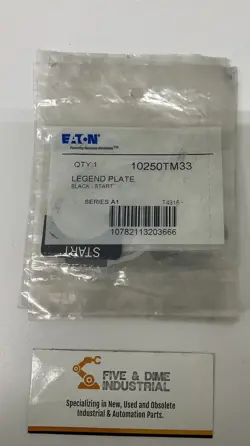 EATON
Powering Business Worldwide
QTY:1 10250TM33
LEGEND PLATE
BLACK - START
SERIES A1
10782113203666
START
FIVE & DIME
INDUSTRIAL
Specializing in New, Used and Obsolete
Industrial & Automation Parts.